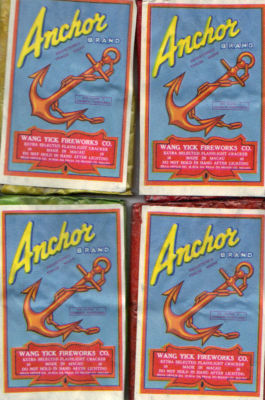 Anchor
BRAND
WANG YICK FIREWORKS CO.
EXTRA SELECTED FLASHLIGHT CRACKER
MADE IN MACAU
DO NOT HOLD IN HAND AFTER LIGHTING
Anchor
BRAND
WANG YICK FIREWORKS CO.
EXTRA SELECTED FLASHLIGHT CRACKER
MADE IN MACAU
DO NOT HOLD IN HAND AFTER LIGHTING
Anchor
BRAND
WANG YICK FIREWORKS CO.
EXTRA SELECTED FLASHLIGHT CRACKER
MADE IN MACAU
DO NOT HOLD IN HAND AFTER LIGHTING
Anchor
BRAND
WANG YICK FIREWORKS CO.
EXTRA SELECTED FLASHLIGHT CRACKER
MADE IN MACAU
DO NOT HOLD IN HAND AFTER LIGHTING